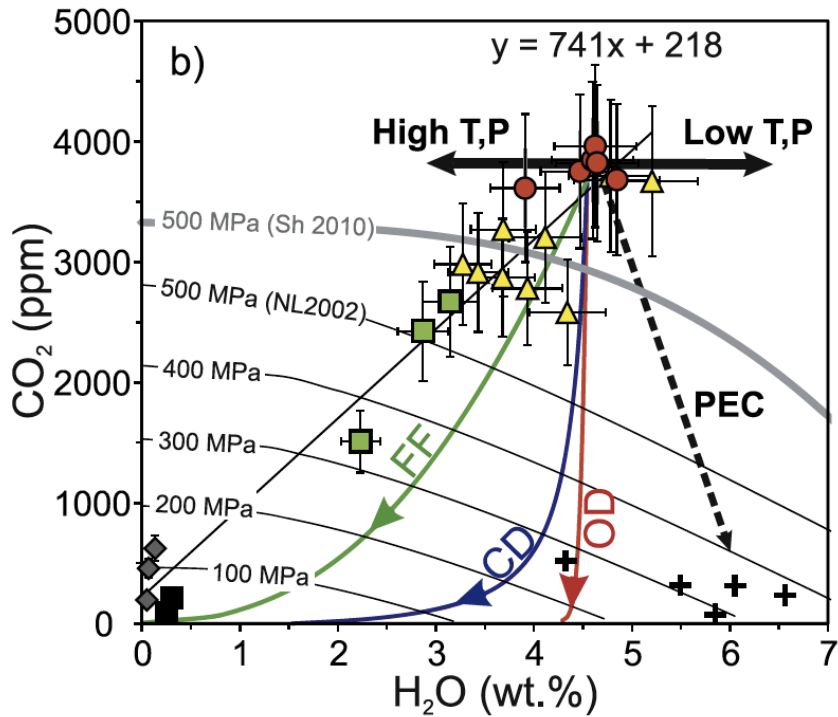 5000
4000
3000
2000
1000
0
CO₂ (ppm)
b)
y = 741x + 218
High T,P
Low T,P
500 MPa (Sh 2010)
500 MPa (NL2002)
400 MPa
300 MPa
200 MPa
100 MPa
FF
CD
OD
PEC
0 1 2 3 4 5 6 7
H₂O (wt.%)